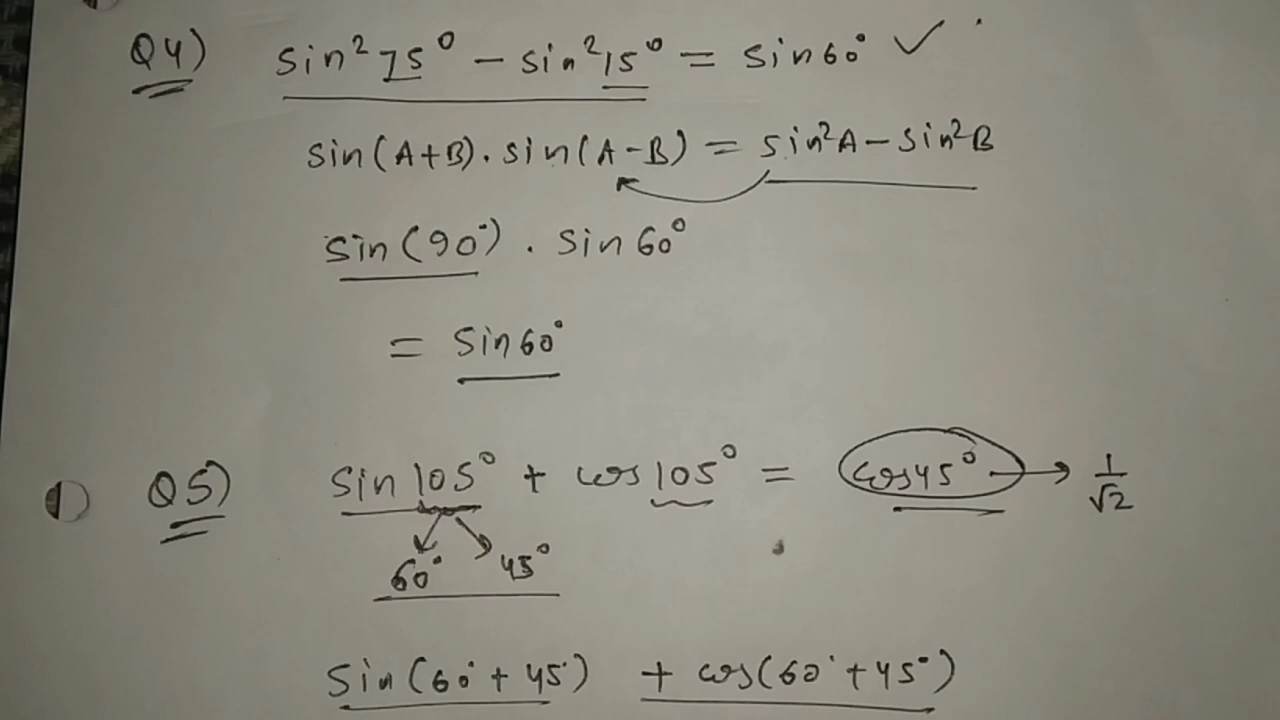 Q4) sin²75° – sin²15° = sin60° ✓
sin(A+B).sin(A-B) = sin²A – sin²B
sin(90°) . sin60°
= sin60°
① Q5) sin105° + cos105° = cos45° → 1/√2
60° 45°
sin(60°+45°) + cos(60°+45°)